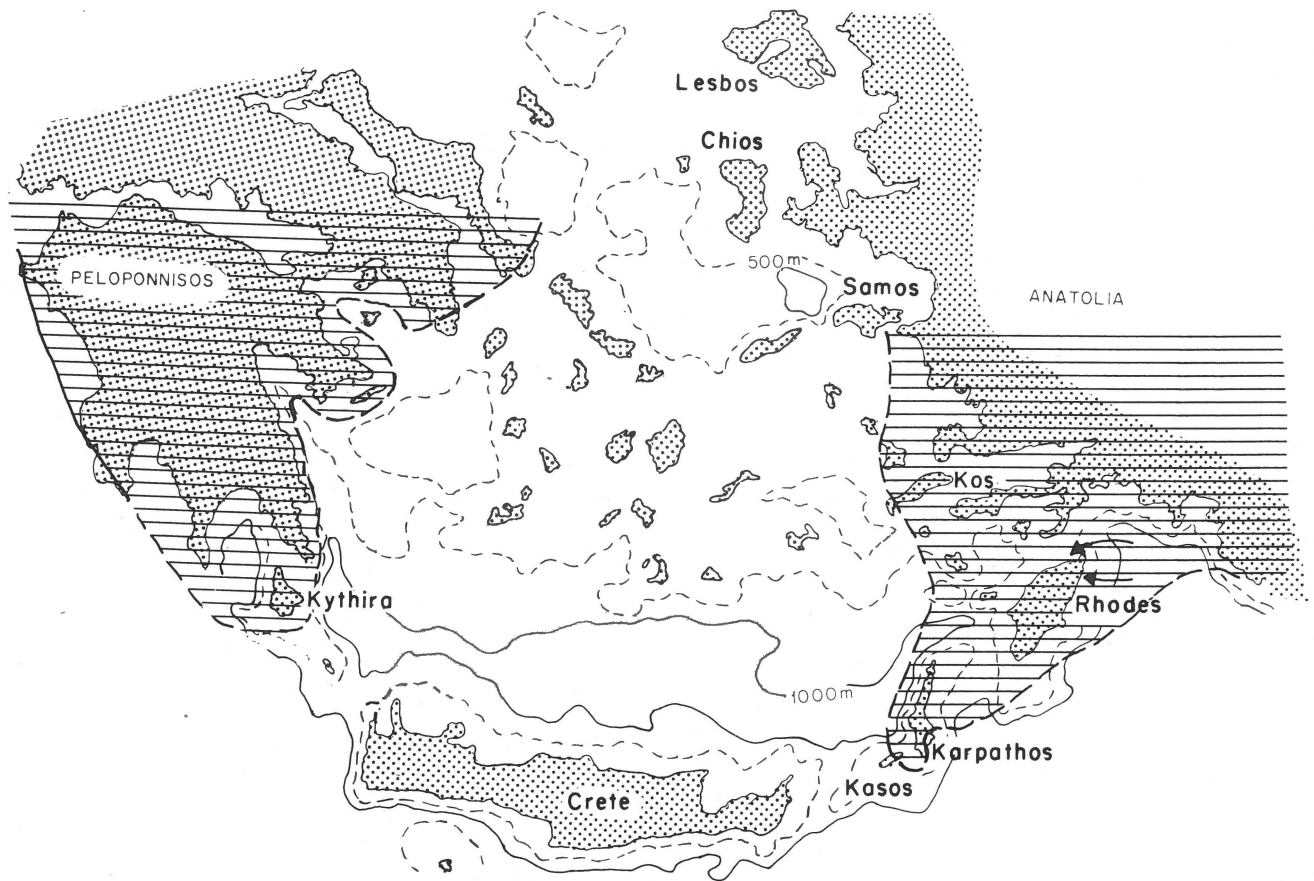 Lesbos
Chios
500m
PELOPONNISOS
Samos
ANATOLIA
Kos
Kythira
Rhodes
1000m
Karpathos
Kasos
Crete